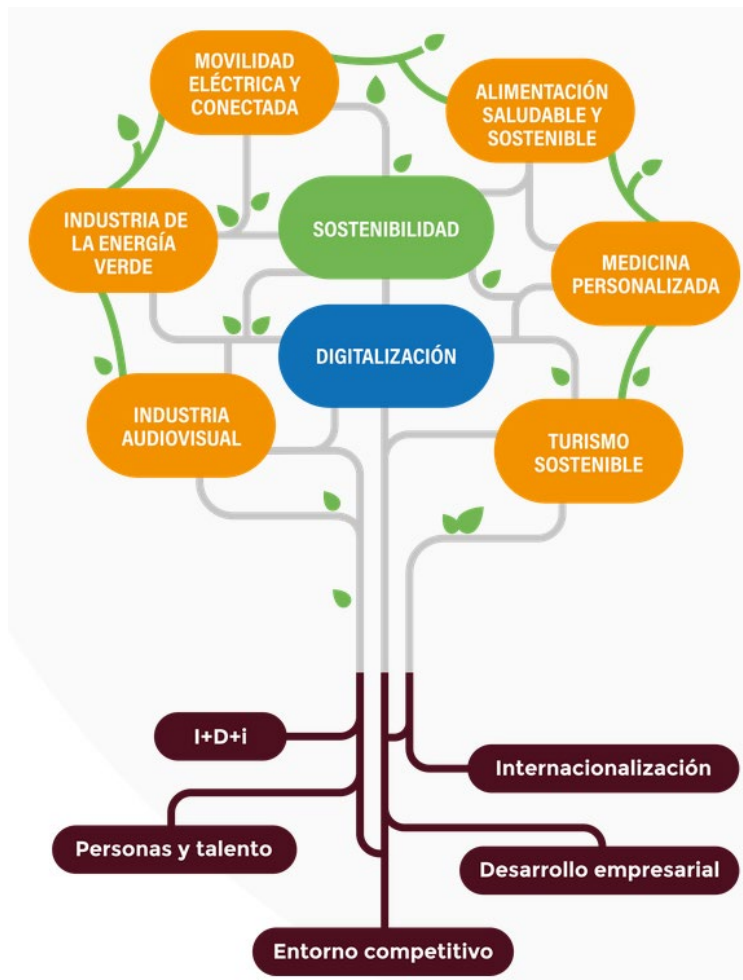 MOVILIDAD
ELÉCTRICA Y
CONECTADA
ALIMENTACIÓN
SALUDABLE Y
SOSTENIBLE
INDUSTRIA DE
LA ENERGÍA
VERDE
SOSTENIBILIDAD
MEDICINA
PERSONALIZADA
DIGITALIZACIÓN
INDUSTRIA
AUDIOVISUAL
TURISMO
SOSTENIBLE
I+D+i
Internacionalización
Personas y talento
Desarrollo empresarial
Entorno competitivo